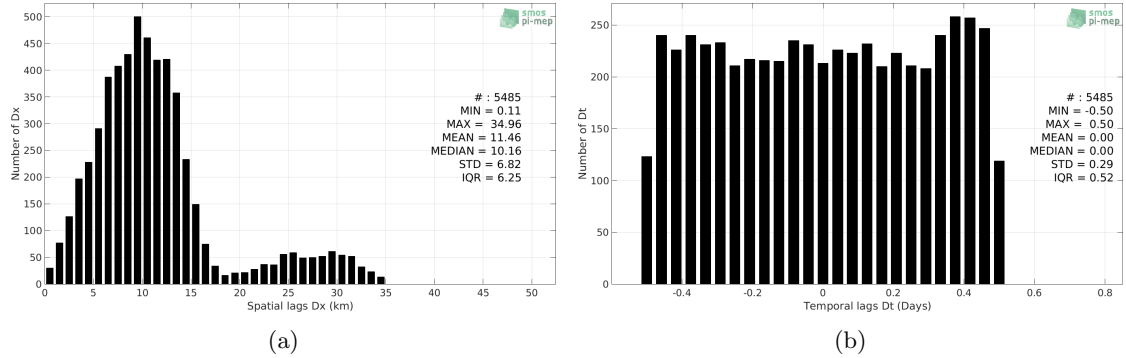 500
450
400
350
300
250
200
150
100
50
0
Number of Dx
0 5 10 15 20 25 30 35 40 45 50
Spatial lags Dx (km)
smos
pi-mep
# : 5485
MIN = 0.11
MAX = 34.96
MEAN = 11.46
MEDIAN = 10.16
STD = 6.82
IQR = 6.25
(a)
250
200
150
100
50
0
Number of Dt
-0.4 -0.2 0 0.2 0.4 0.6 0.8
Temporal lags Dt (Days)
smos
pi-mep
# : 5485
MIN = -0.50
MAX = 0.50
MEAN = 0.00
MEDIAN = 0.00
STD = 0.29
IQR = 0.52
(b)